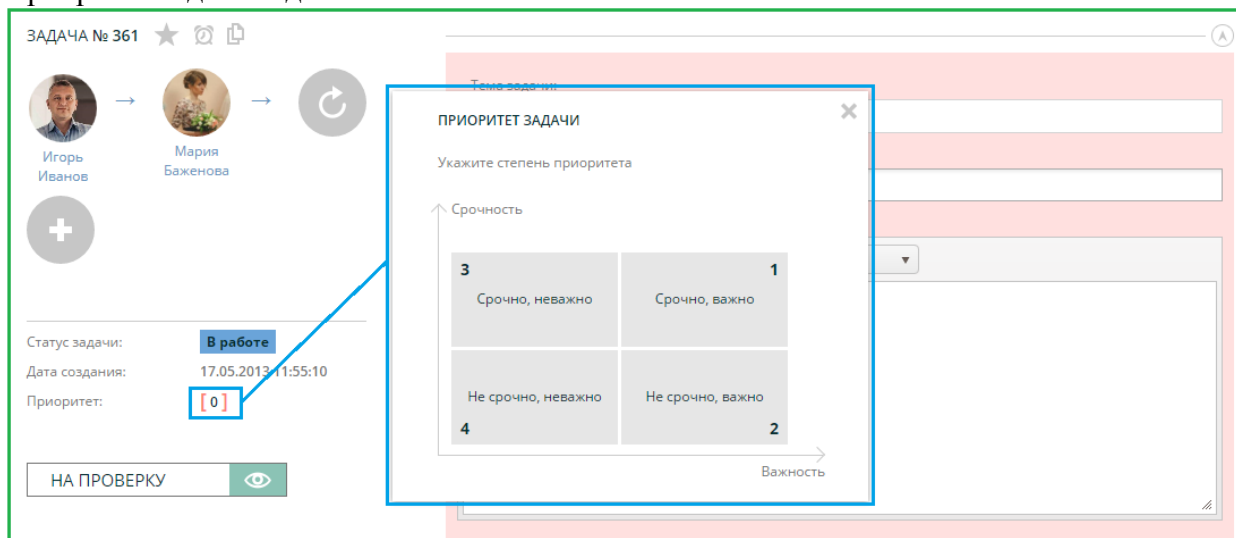 ЗАДАЧА № 361
Игорь
Иванов
Мария
Баженова
Статус задачи:
В работе
Дата создания:
17.05.2013 11:55:10
Приоритет:
[ 0 ]
НА ПРОВЕРКУ
Тема задачи:
ПРИОРИТЕТ ЗАДАЧИ
Укажите степень приоритета
Срочность
3
Срочно, неважно
1
Срочно, важно
Не срочно, неважно
4
Не срочно, важно
2
Важность